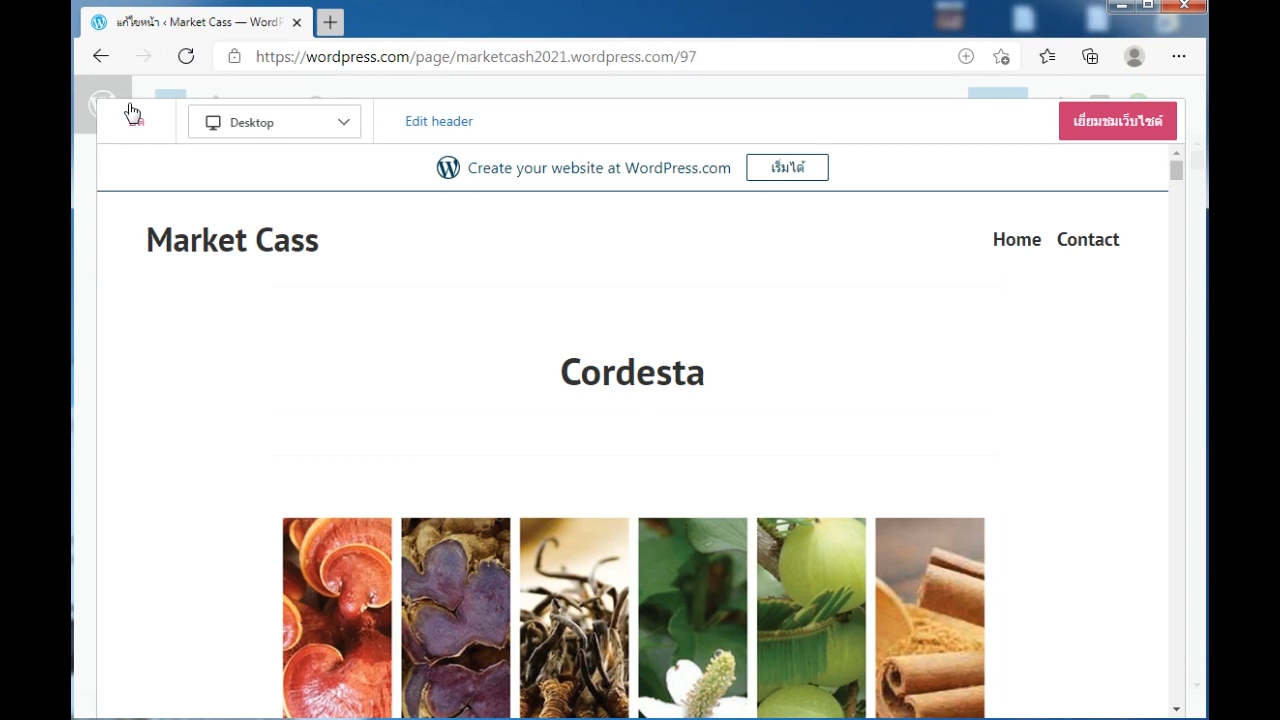 แก้ไขหน้า ‹ Market Cass — WordP
https://wordpress.com/page/marketcash2021.wordpress.com/97
Desktop
Edit header
เยี่ยมชมเว็บไซต์
Create your website at WordPress.com
เริ่มได้
Market Cass
Home
Contact
Cordesta